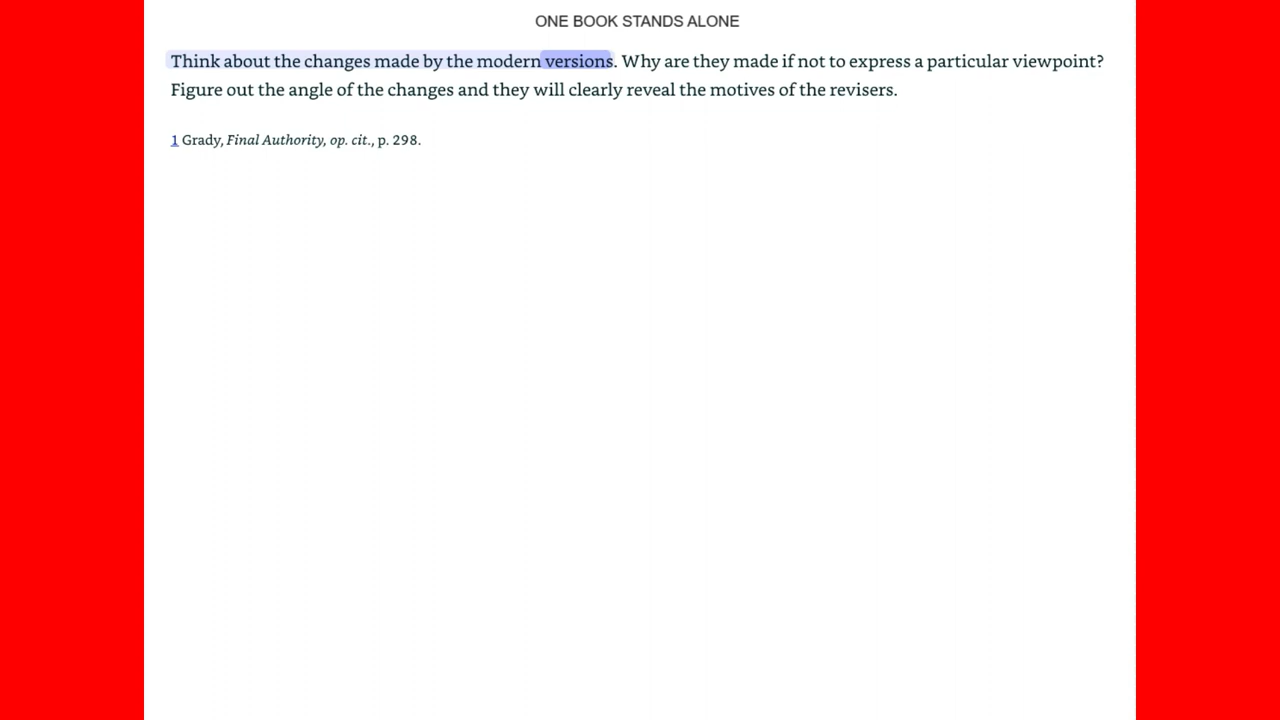 ONE BOOK STANDS ALONE
Think about the changes made by the modern versions. Why are they made if not to express a particular viewpoint?
Figure out the angle of the changes and they will clearly reveal the motives of the revisers.
1 Grady, Final Authority, op. cit., p. 298.